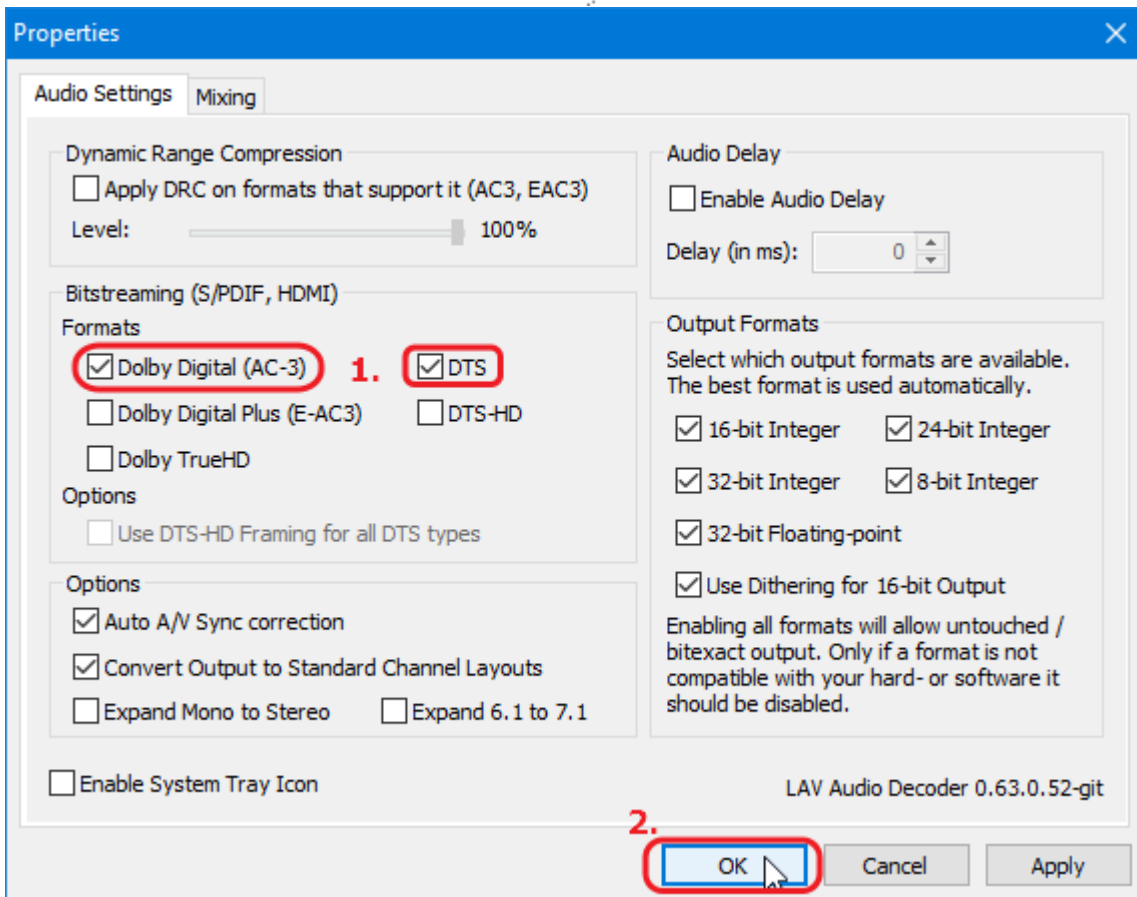 Properties
Audio Settings
Mixing
Dynamic Range Compression
Apply DRC on formats that support it (AC3, EAC3)
Level:
100%
Bitstreaming (S/PDIF, HDMI)
Formats
Dolby Digital (AC-3)
1.
DTS
Dolby Digital Plus (E-AC3)
DTS-HD
Dolby TrueHD
Options
Use DTS-HD Framing for all DTS types
Options
Auto A/V Sync correction
Convert Output to Standard Channel Layouts
Expand Mono to Stereo
Expand 6.1 to 7.1
Enable System Tray Icon
Audio Delay
Enable Audio Delay
Delay (in ms):
0
Output Formats
Select which output formats are available.
The best format is used automatically.
16-bit Integer
24-bit Integer
32-bit Integer
8-bit Integer
32-bit Floating-point
Use Dithering for 16-bit Output
Enabling all formats will allow untouched /
bitexact output. Only if a format is not
compatible with your hard- or software it
should be disabled.
LAV Audio Decoder 0.63.0.52-git
2.
OK
Cancel
Apply